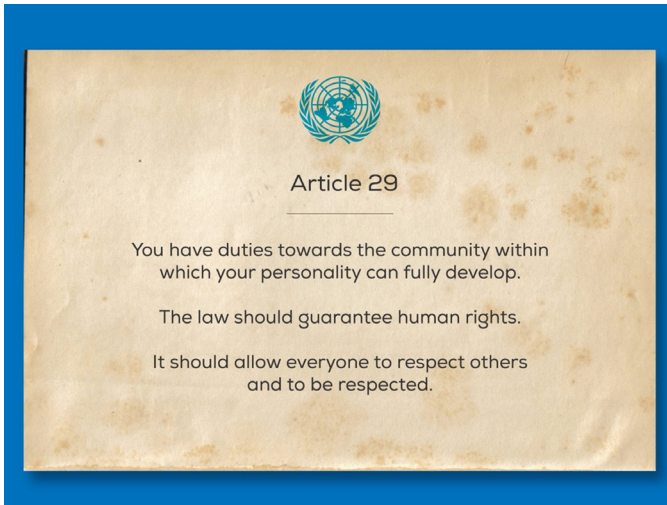 Article 29
You have duties towards the community within
which your personality can fully develop.
The law should guarantee human rights.
It should allow everyone to respect others
and to be respected.